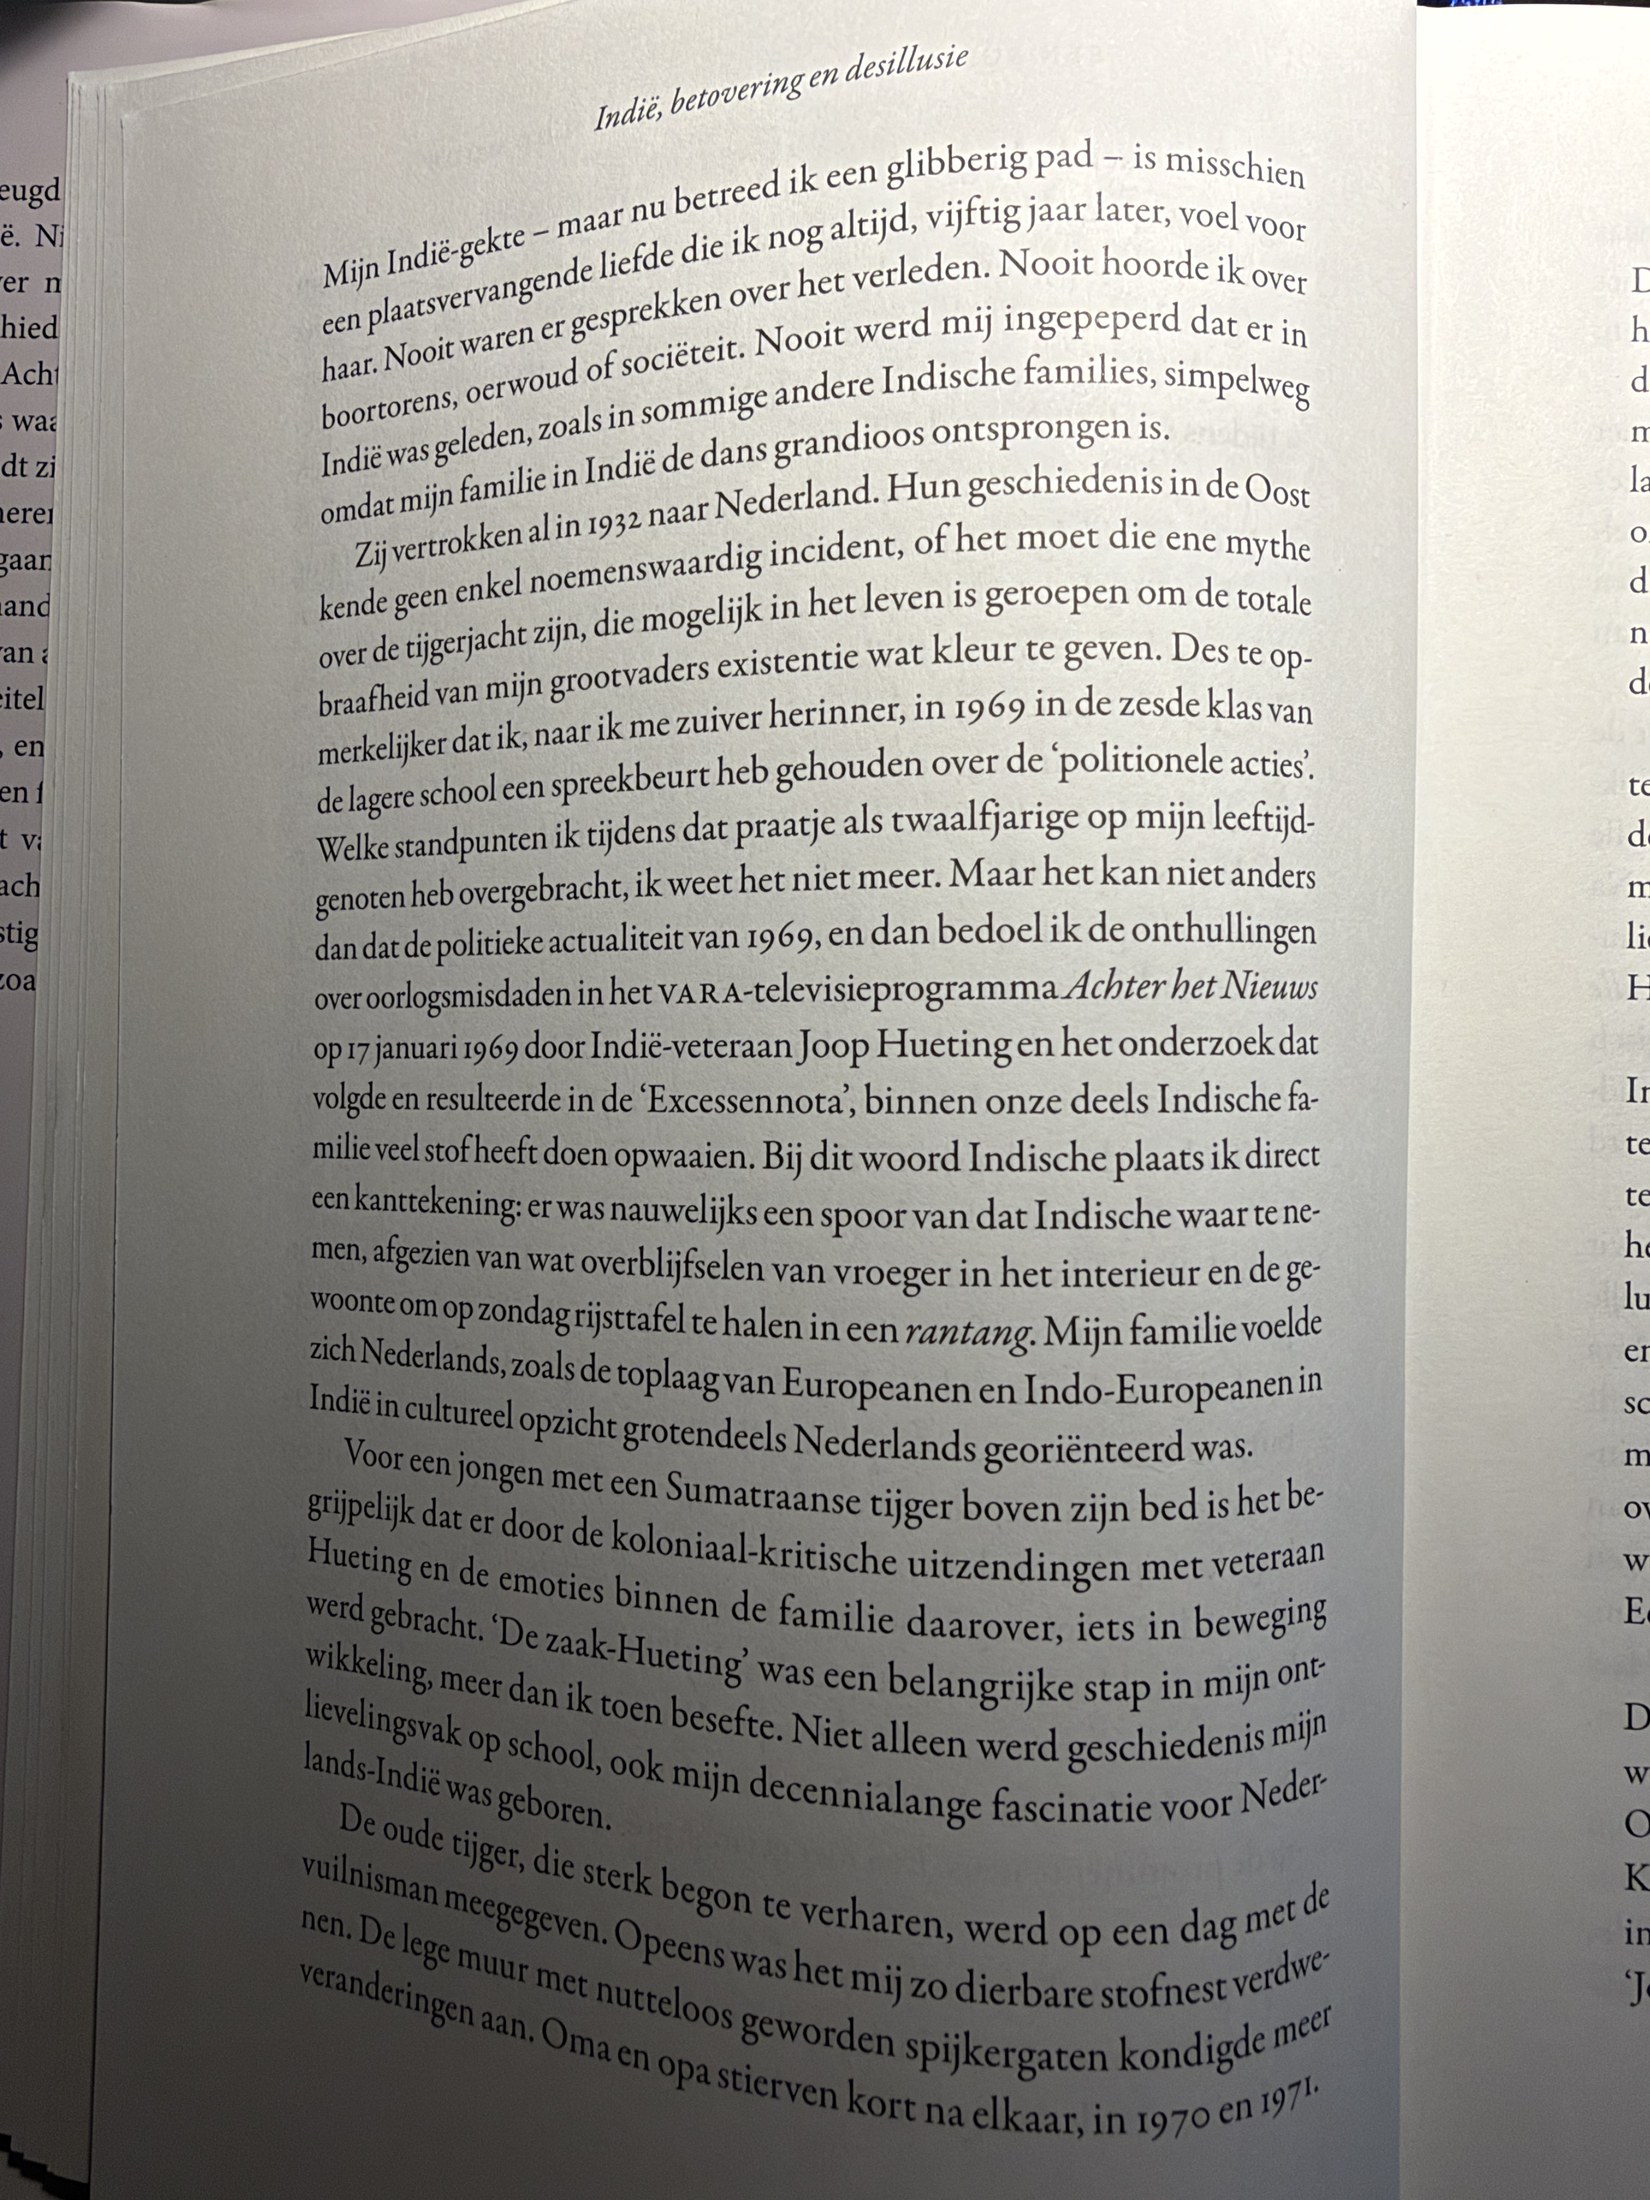 Indië, betovering en desillusie
Mijn Indië-gekte – maar nu betreed ik een glibberig pad – is misschien
een plaatsvervangende liefde die ik nog altijd, vijftig jaar later, voel voor
haar. Nooit waren er gesprekken over het verleden. Nooit hoorde ik over
boortorens, oerwoud of sociëteit. Nooit werd mij ingepeperd dat er in
Indië was geleden, zoals in sommige andere Indische families, simpelweg
omdat mijn familie in Indië de dans grandioos ontsprongen is.
Zij vertrokken al in 1932 naar Nederland. Hun geschiedenis in de Oost
kende geen enkel noemenswaardig incident, of het moet die ene mythe
over de tijgerjacht zijn, die mogelijk in het leven is geroepen om de totale
braafheid van mijn grootvaders existentie wat kleur te geven. Des te op-
merkelijker dat ik, naar ik me zuiver herinner, in 1969 in de zesde klas van
de lagere school een spreekbeurt heb gehouden over de ‘politionele acties’.
Welke standpunten ik tijdens dat praatje als twaalfjarige op mijn leeftijd-
genoten heb overgebracht, ik weet het niet meer. Maar het kan niet anders
dan dat de politieke actualiteit van 1969, en dan bedoel ik de onthullingen
over oorlogsmisdaden in het VARA-televisieprogramma Achter het Nieuws
op 17 januari 1969 door Indië-veteraan Joop Hueting en het onderzoek dat
volgde en resulteerde in de ‘Excessennota’, binnen onze deels Indische fa-
milie veel stof heeft doen opwaaien. Bij dit woord Indische plaats ik direct
een kanttekening: er was nauwelijks een spoor van dat Indische waar te ne-
men, afgezien van wat overblijfselen van vroeger in het interieur en de ge-
woonte om op zondag rijsttafel te halen in een rantang. Mijn familie voelde
zich Nederlands, zoals de toplaag van Europeanen en Indo-Europeanen in
Indië in cultureel opzicht grotendeels Nederlands georiënteerd was.
Voor een jongen met een Sumatraanse tijger boven zijn bed is het be-
grijpelijk dat er door de koloniaal-kritische uitzendingen met veteraan
Hueting en de emoties binnen de familie daarover, iets in beweging
werd gebracht. ‘De zaak-Hueting’ was een belangrijke stap in mijn ont-
wikkeling, meer dan ik toen besefte. Niet alleen werd geschiedenis mijn
lievelingsvak op school, ook mijn decennialange fascinatie voor Neder-
lands-Indië was geboren.
De oude tijger, die sterk begon te verharen, werd op een dag met de
vuilnisman meegegeven. Opeens was het mij zo dierbare stofnest verdwe-
nen. De lege muur met nutteloos geworden spijkergaten kondigde meer
veranderingen aan. Oma en opa stierven kort na elkaar, in 1970 en 1971.